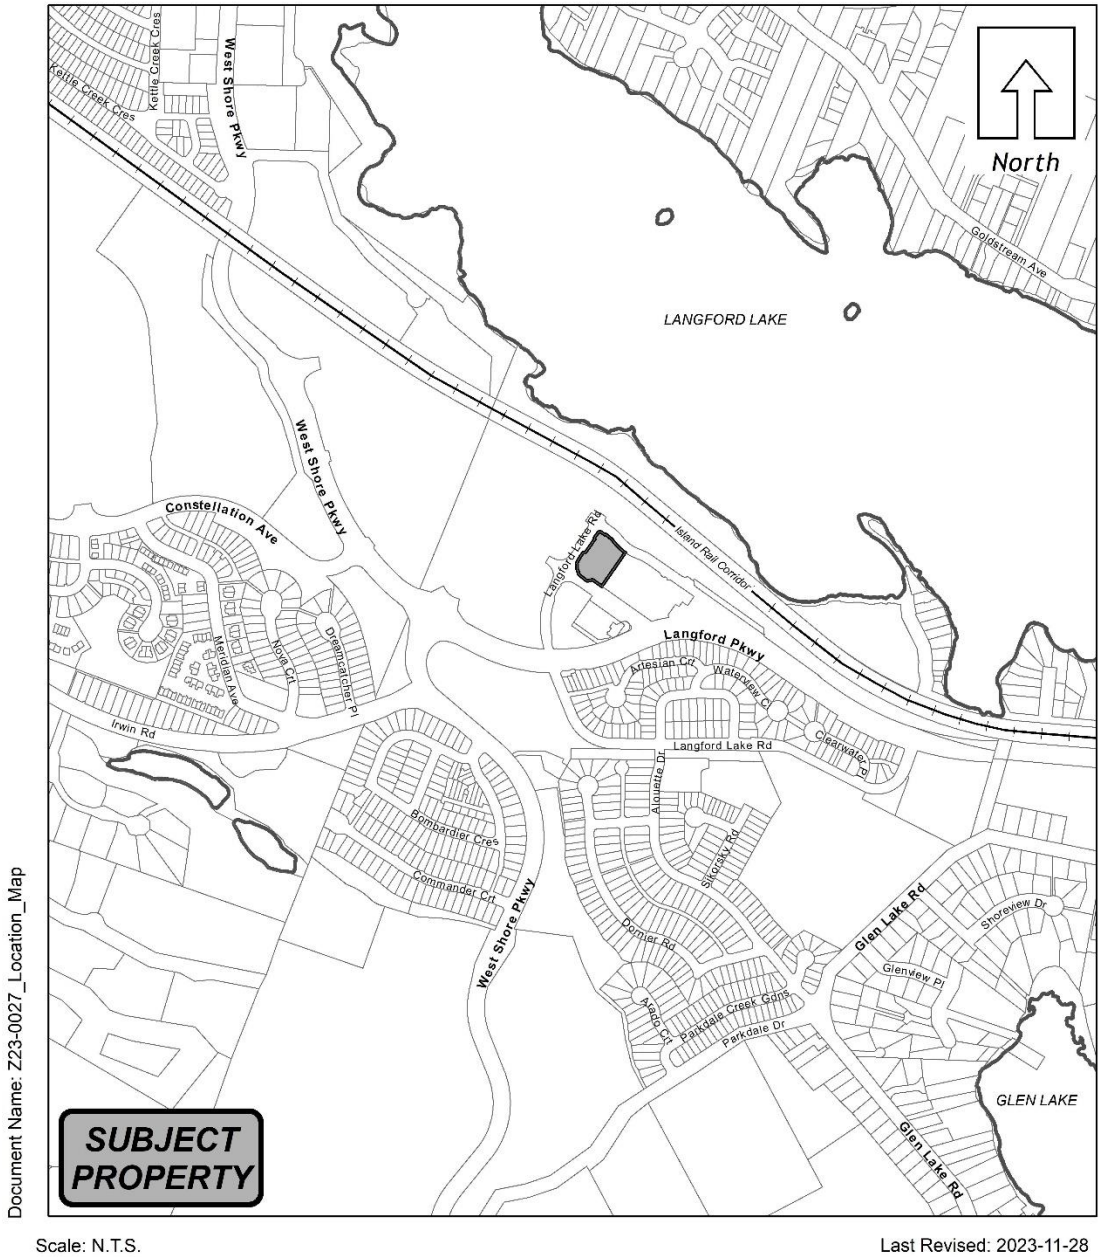 Kettle Creek Cres
West Shore Pkwy
Kettle Creek Cres
North
Goldstream Ave
LANGFORD LAKE
West Shore Pkwy
Constellation Ave
Langford Lake Rd
Island Rail Corridor
Langford Pkwy
Dreamcatcher Pl
Nova Crt
Meridian Ave
Artesian Crt
Waterview Cl
Irwin Rd
Clearwater Pl
Langford Lake Rd
Alouette Dr
Bombardier Cres
Sikorsky Rd
Commander Crt
West Shore Pkwy
Glen Lake Rd
Shoreview Dr
Dornier Rd
Glenview Pl
Arado Crt
Parkdale Creek Gdns
Parkdale Dr
GLEN LAKE
Glen Lake Rd
SUBJECT
PROPERTY
Document Name: Z23-0027_Location_Map
Scale: N.T.S.
Last Revised: 2023-11-28